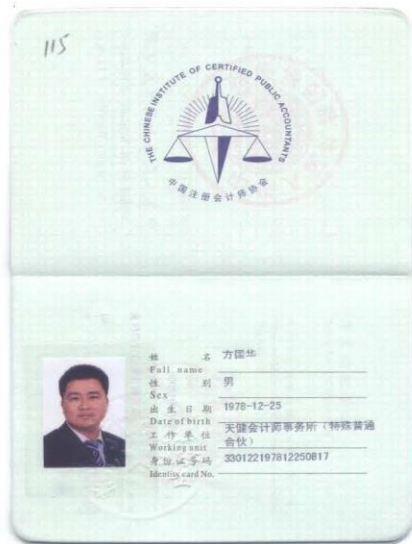 115
THE CHINESE INSTITUTE OF CERTIFIED PUBLIC ACCOUNTANTS
中国注册会计师协会
姓 名 方国华
Full name
性 别 男
Sex
出生日期 1978-12-25
Date of birth
工作单位 天健会计师事务所（特殊普通
Working unit 合伙）
身份证号码 330122197812250817
Identity card No.